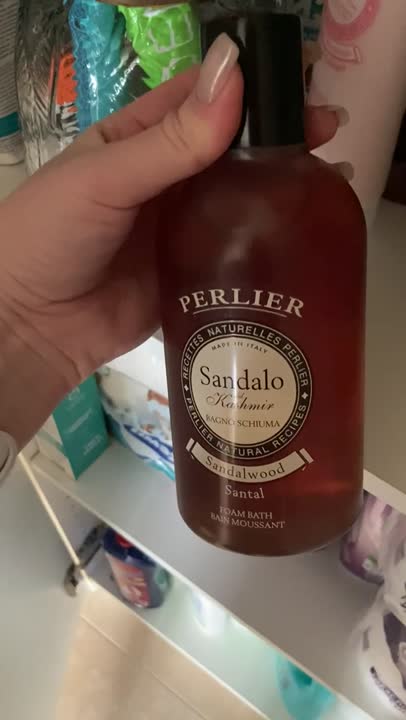 PERLIER
RECETTES NATURELLES PERLIER
MADE IN ITALY
Sandalo
del
Kashmir
BAGNO SCHIUMA
PERLIER NATURAL RECIPES
Sandalwood
Santal
FOAM BATH
BAIN MOUSSANT